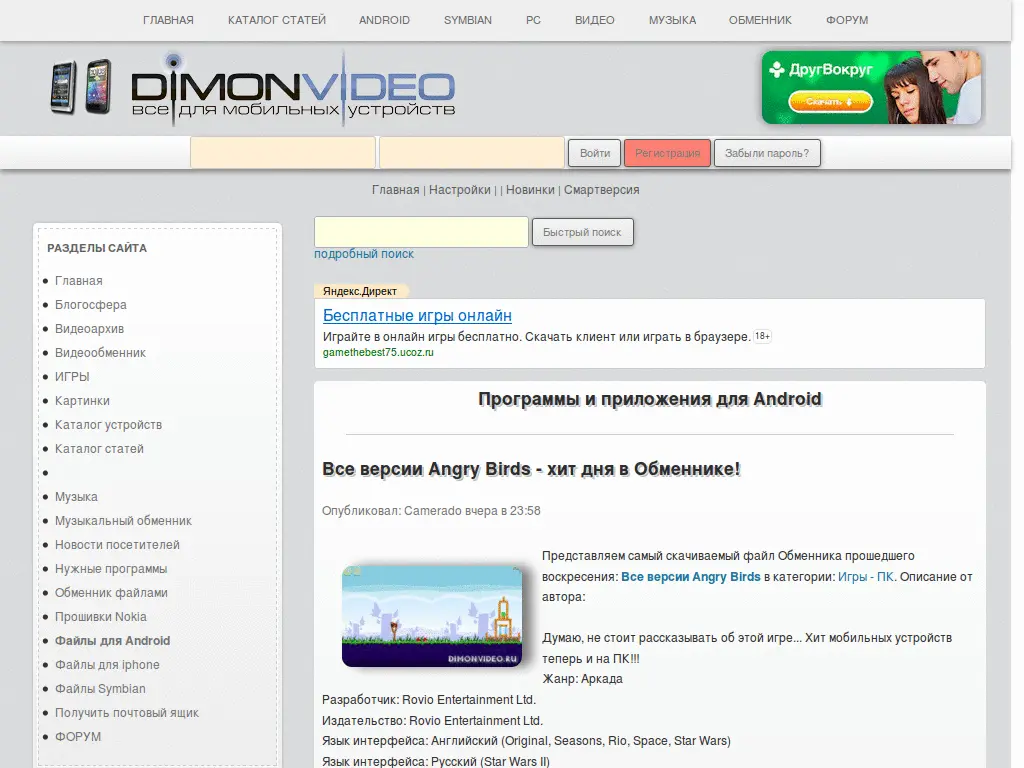 ГЛАВНАЯ КАТАЛОГ СТАТЕЙ ANDROID SYMBIAN PC ВИДЕО МУЗЫКА ОБМЕННИК ФОРУМ
DIMONVIDEO
все для мобильных устройств
ДругВокруг
Скачать
Войти Регистрация Забыли пароль?
Главная | Настройки | | Новинки | Смартверсия
РАЗДЕЛЫ САЙТА
Главная
Блогосфера
Видеоархив
Видеообменник
ИГРЫ
Картинки
Каталог устройств
Каталог статей
Музыка
Музыкальный обменник
Новости посетителей
Нужные программы
Обменник файлами
Прошивки Nokia
Файлы для Android
Файлы для iphone
Файлы Symbian
Получить почтовый ящик
ФОРУМ
Быстрый поиск
подробный поиск
Яндекс.Директ
Бесплатные игры онлайн
Играйте в онлайн игры бесплатно. Скачать клиент или играть в браузере. 18+
gamethebest75.ucoz.ru
Программы и приложения для Android
Все версии Angry Birds - хит дня в Обменнике!
Опубликовал: Camerado вчера в 23:58
DIMONVIDEO.RU
Представляем самый скачиваемый файл Обменника прошедшего
воскресения: Все версии Angry Birds в категории: Игры - ПК. Описание от
автора:
Думаю, не стоит рассказывать об этой игре... Хит мобильных устройств
теперь и на ПК!!!
Жанр: Аркада
Разработчик: Rovio Entertainment Ltd.
Издательство: Rovio Entertainment Ltd.
Язык интерфейса: Английский (Original, Seasons, Rio, Space, Star Wars)
Язык интерфейса: Русский (Star Wars II)